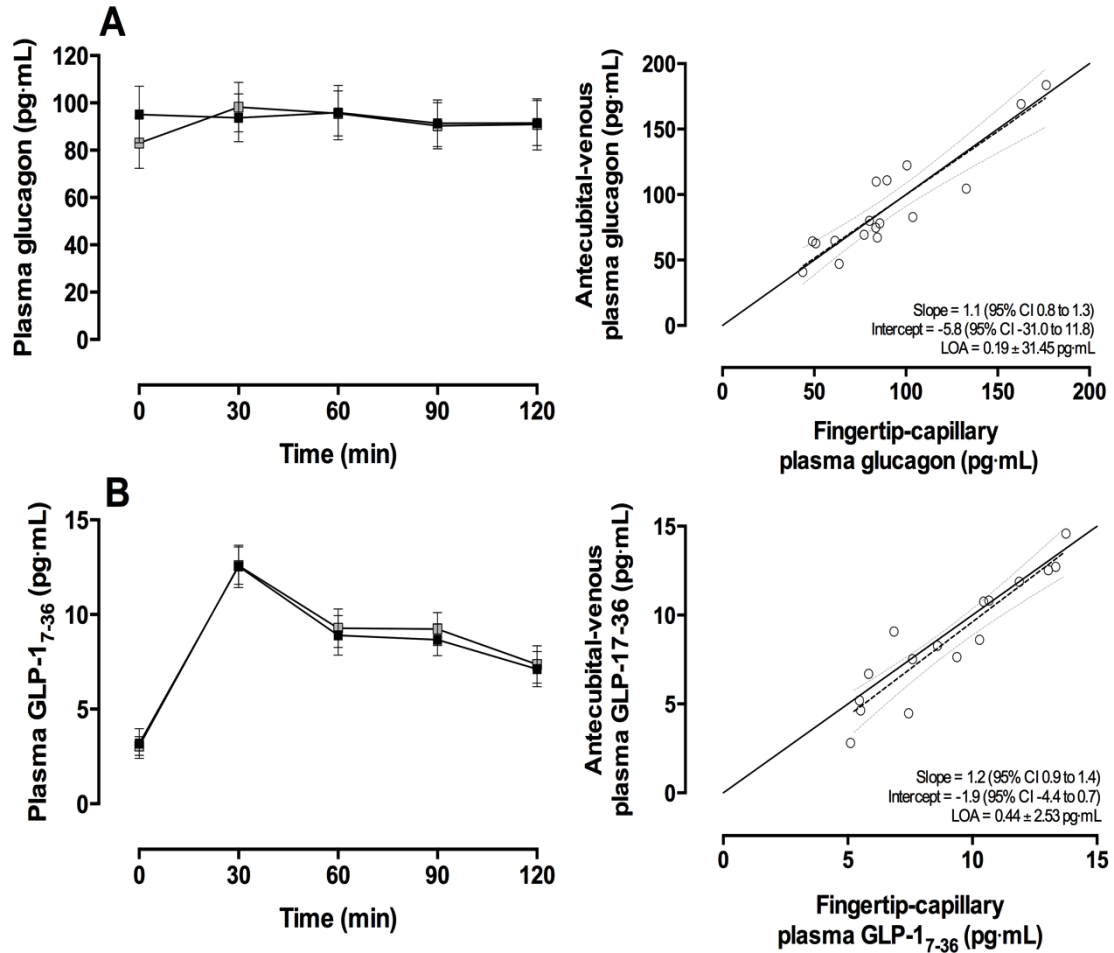 A
Plasma glucagon (pg·mL)
120
100
80
60
40
20
0
0 30 60 90 120
Time (min)
Antecubital-venous
plasma glucagon (pg·mL)
200
150
100
50
0
Slope = 1.1 (95% CI 0.8 to 1.3)
Intercept = -5.8 (95% CI -31.0 to 11.8)
LOA = 0.19 ± 31.45 pg·mL
0 50 100 150 200
Fingertip-capillary
plasma glucagon (pg·mL)
B
Plasma GLP-1₇₋₃₆ (pg·mL)
15
10
5
0
0 30 60 90 120
Time (min)
Antecubital-venous
plasma GLP-17-36 (pg·mL)
15
10
5
0
Slope = 1.2 (95% CI 0.9 to 1.4)
Intercept = -1.9 (95% CI -4.4 to 0.7)
LOA = 0.44 ± 2.53 pg·mL
0 5 10 15
Fingertip-capillary
plasma GLP-1₇₋₃₆ (pg·mL)